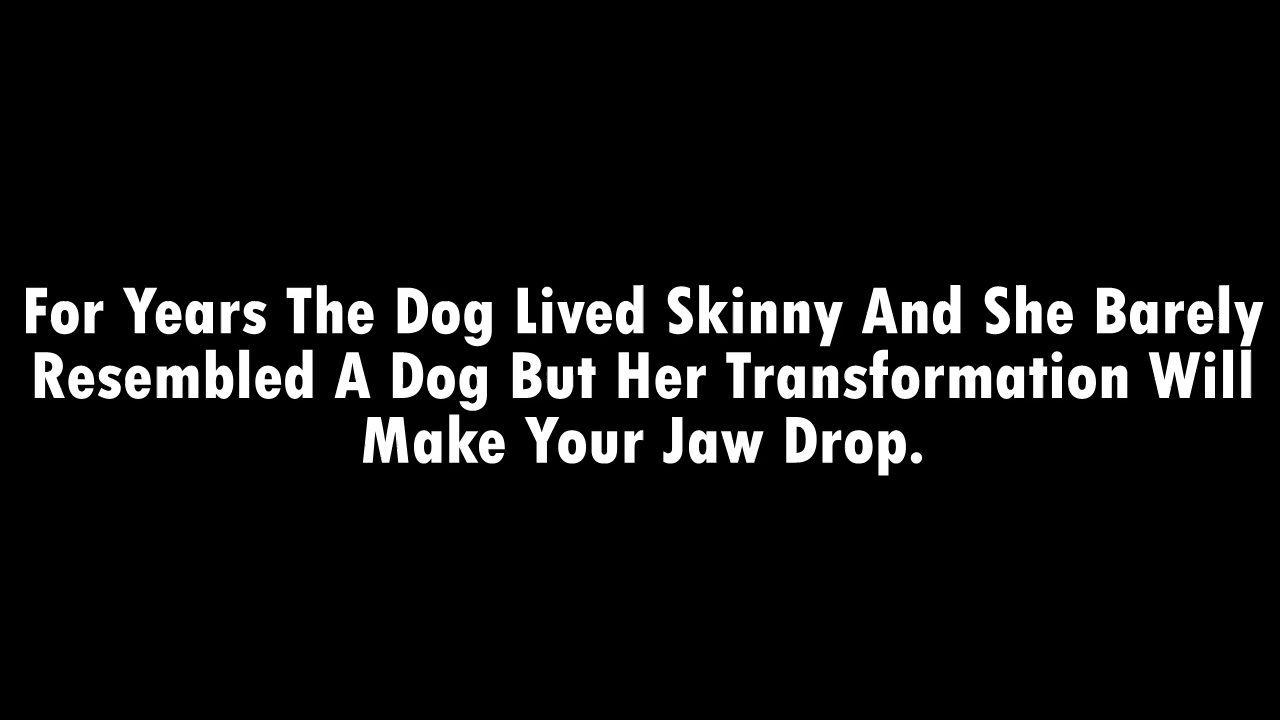 For Years The Dog Lived Skinny And She Barely
Resembled A Dog But Her Transformation Will
Make Your Jaw Drop.